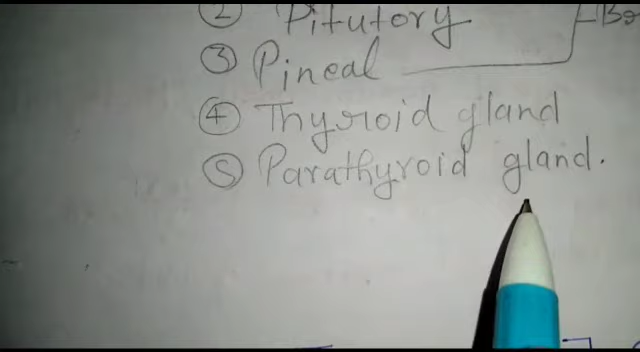 ② Pitutory
③ Pineal
④ Thyroid gland
⑤ Parathyroid gland.